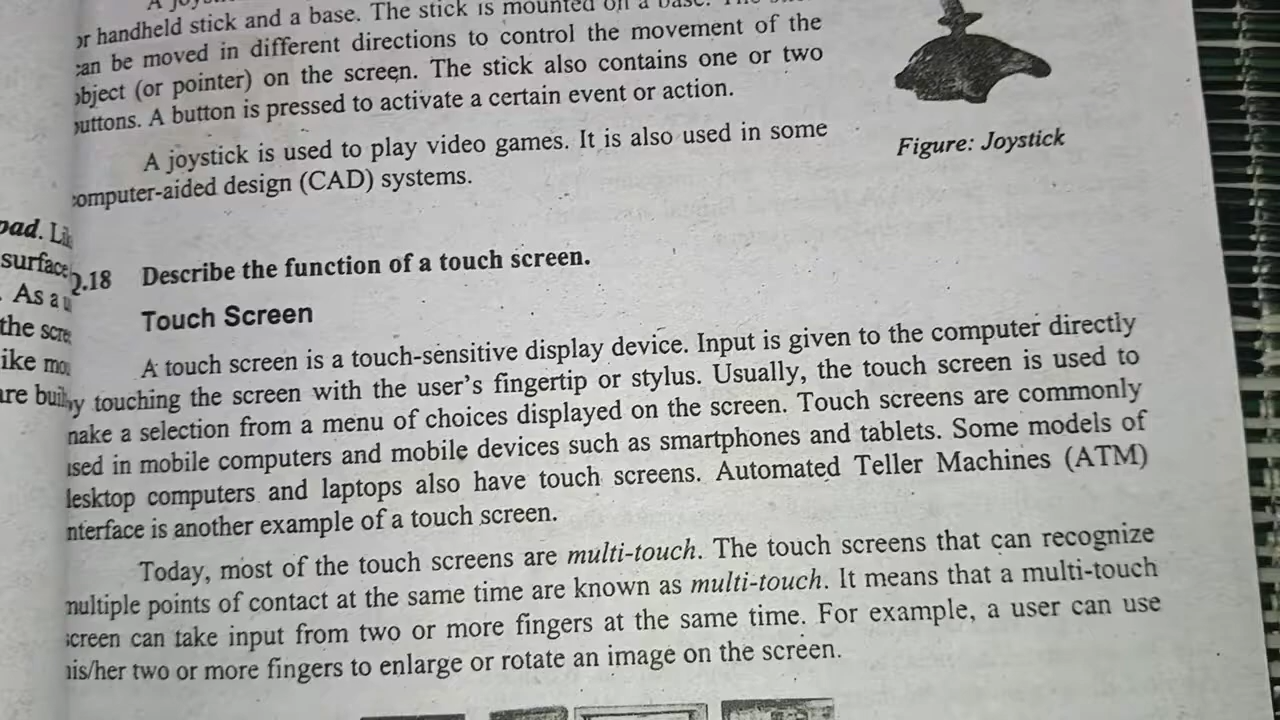 A joystick
or handheld stick and a base. The stick is mounted on a base. The
can be moved in different directions to control the movement of the
object (or pointer) on the screen. The stick also contains one or two
buttons. A button is pressed to activate a certain event or action.
A joystick is used to play video games. It is also used in some
computer-aided design (CAD) systems.
Figure: Joystick
pad. Lik
surface
. As a u
the scre
ike mou
are buil
Q.18 Describe the function of a touch screen.
Touch Screen
A touch screen is a touch-sensitive display device. Input is given to the computer directly
by touching the screen with the user's fingertip or stylus. Usually, the touch screen is used to
make a selection from a menu of choices displayed on the screen. Touch screens are commonly
used in mobile computers and mobile devices such as smartphones and tablets. Some models of
desktop computers and laptops also have touch screens. Automated Teller Machines (ATM)
interface is another example of a touch screen.
Today, most of the touch screens are multi-touch. The touch screens that can recognize
multiple points of contact at the same time are known as multi-touch. It means that a multi-touch
screen can take input from two or more fingers at the same time. For example, a user can use
his/her two or more fingers to enlarge or rotate an image on the screen.